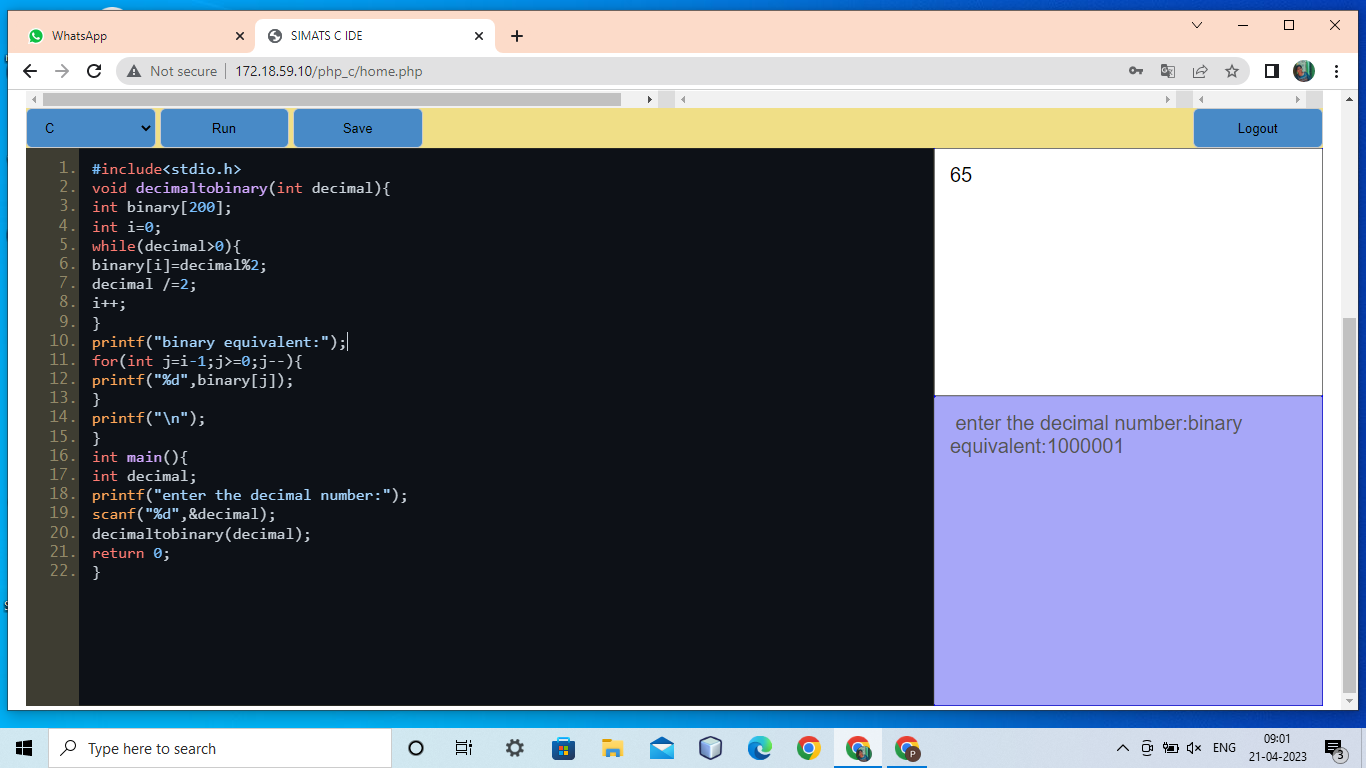 WhatsApp
SIMATS C IDE
Not secure
172.18.59.10/php_c/home.php
C
Run
Save
Logout
1. #include<stdio.h>
2. void decimaltobinary(int decimal){
3. int binary[200];
4. int i=0;
5. while(decimal>0){
6. binary[i]=decimal%2;
7. decimal /=2;
8. i++;
9. }
10. printf("binary equivalent:");
11. for(int j=i-1;j>=0;j--){
12. printf("%d",binary[j]);
13. }
14. printf("\n");
15. }
16. int main(){
17. int decimal;
18. printf("enter the decimal number:");
19. scanf("%d",&decimal);
20. decimaltobinary(decimal);
21. return 0;
22. }
65
enter the decimal number:binary
equivalent:1000001
Type here to search
P
ENG
09:01
21-04-2023
3